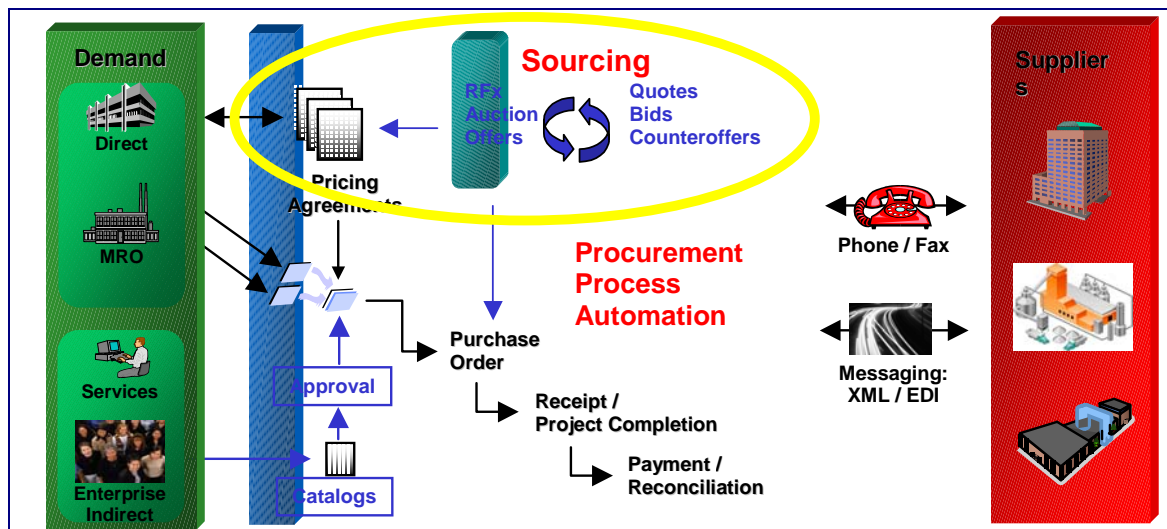 Demand
Direct
MRO
Services
Enterprise
Indirect
Pricing
Agreements
Approval
Catalogs
Sourcing
RFx
Auction
Offers
Quotes
Bids
Counteroffers
Procurement
Process
Automation
Purchase
Order
Receipt /
Project Completion
Payment /
Reconciliation
Phone / Fax
Messaging:
XML / EDI
Supplier
s